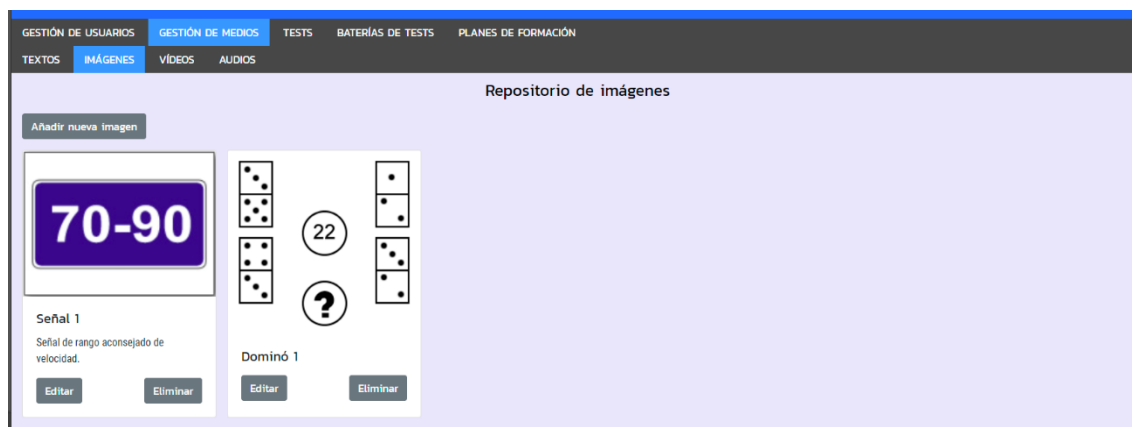 GESTIÓN DE USUARIOS GESTIÓN DE MEDIOS TESTS BATERÍAS DE TESTS PLANES DE FORMACIÓN
TEXTOS IMÁGENES VÍDEOS AUDIOS
Repositorio de imágenes
Añadir nueva imagen
70-90
Señal 1
Señal de rango aconsejado de
velocidad.
Editar Eliminar
22
?
Dominó 1
Editar Eliminar